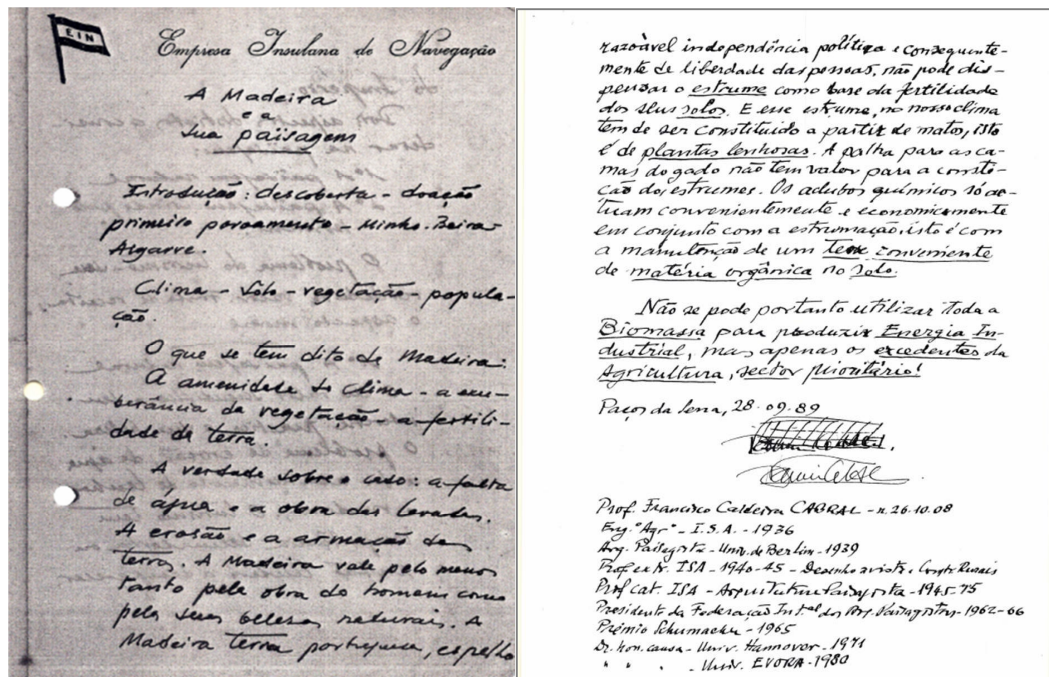 EIN
Empresa Insulana de Navegação
A Madeira
e a
sua paisagem
Introdução: descoberta - doação
primeiro povoamento - Minho. Beira.
Algarve.
Clima - Solo - vegetação - popula-
ção.
O que se tem dito da Madeira:
A amenidade do clima - a exu-
berância da vegetação - a fertili-
dade da terra.
A verdade sobre o caso: a falta
de água e a obra das levadas.
A erosão e a armação das
terras. A Madeira vale pelo menos
tanto pela obra do homem como
pelas suas belezas naturais. A
Madeira terra portuguesa, espelho
razoável independência política e consequente-
mente de liberdade das pessoas, não pode dis-
pensar o estrume como base da fertilidade
dos seus solos. E esse estrume, no nosso clima
tem de ser constituido a partir de matos, isto
é de plantas lenhosas. A palha para as ca-
mas do gado não tem valor para a consti-
ção dos estrumes. Os adubos químicos só ac-
tuam convenientemente e economicamente
em conjunto com a estrumação, isto é com
a manutenção de um teor conveniente
de matéria orgânica no solo.
Não se pode portanto utilizar toda a
Biomassa para produzir Energia In-
dustrial, mas apenas os excedentes da
Agricultura, sector prioritário!
Paços da Serra, 28.09.89
Prof. Francisco Caldeira CABRAL - n. 26.10.08
Eng.º Agr.º - I.S.A. - 1936
Arq. Paisagista - Univ. de Berlin - 1939
Prof. extr. ISA - 1940-45 - Desenho e Constr. Rurais
Prof cat. ISA - Arquitetura Paisagista - 1945-75
Presidente da Federação Int.al dos Arq. Paisagistas - 1962-66
Prémio Schumacher - 1965
Dr. hon. causa - Univ. Hannover - 1971
" " " - Univ. EVORA - 1980